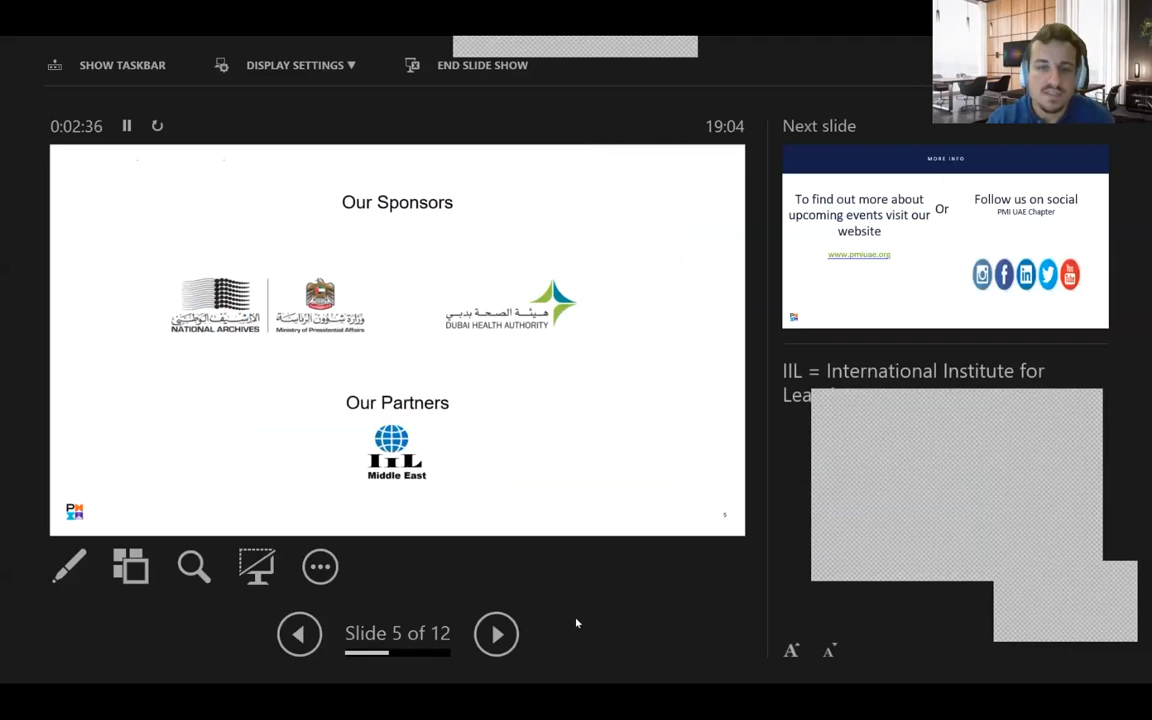 SHOW TASKBAR
DISPLAY SETTINGS ▼
END SLIDE SHOW
0:02:36
19:04
Our Sponsors
الأرشيف الوطني
NATIONAL ARCHIVES
وزارة شؤون الرئاسة
Ministry of Presidential Affairs
هيئة الصحة بدبي
DUBAI HEALTH AUTHORITY
Our Partners
IIL
Middle East
5
Slide 5 of 12
Next slide
MORE INFO
To find out more about
upcoming events visit our
website
www.pmiuae.org
Or
Follow us on social
PMI UAE Chapter
You
Tube
IIL = International Institute for
A A